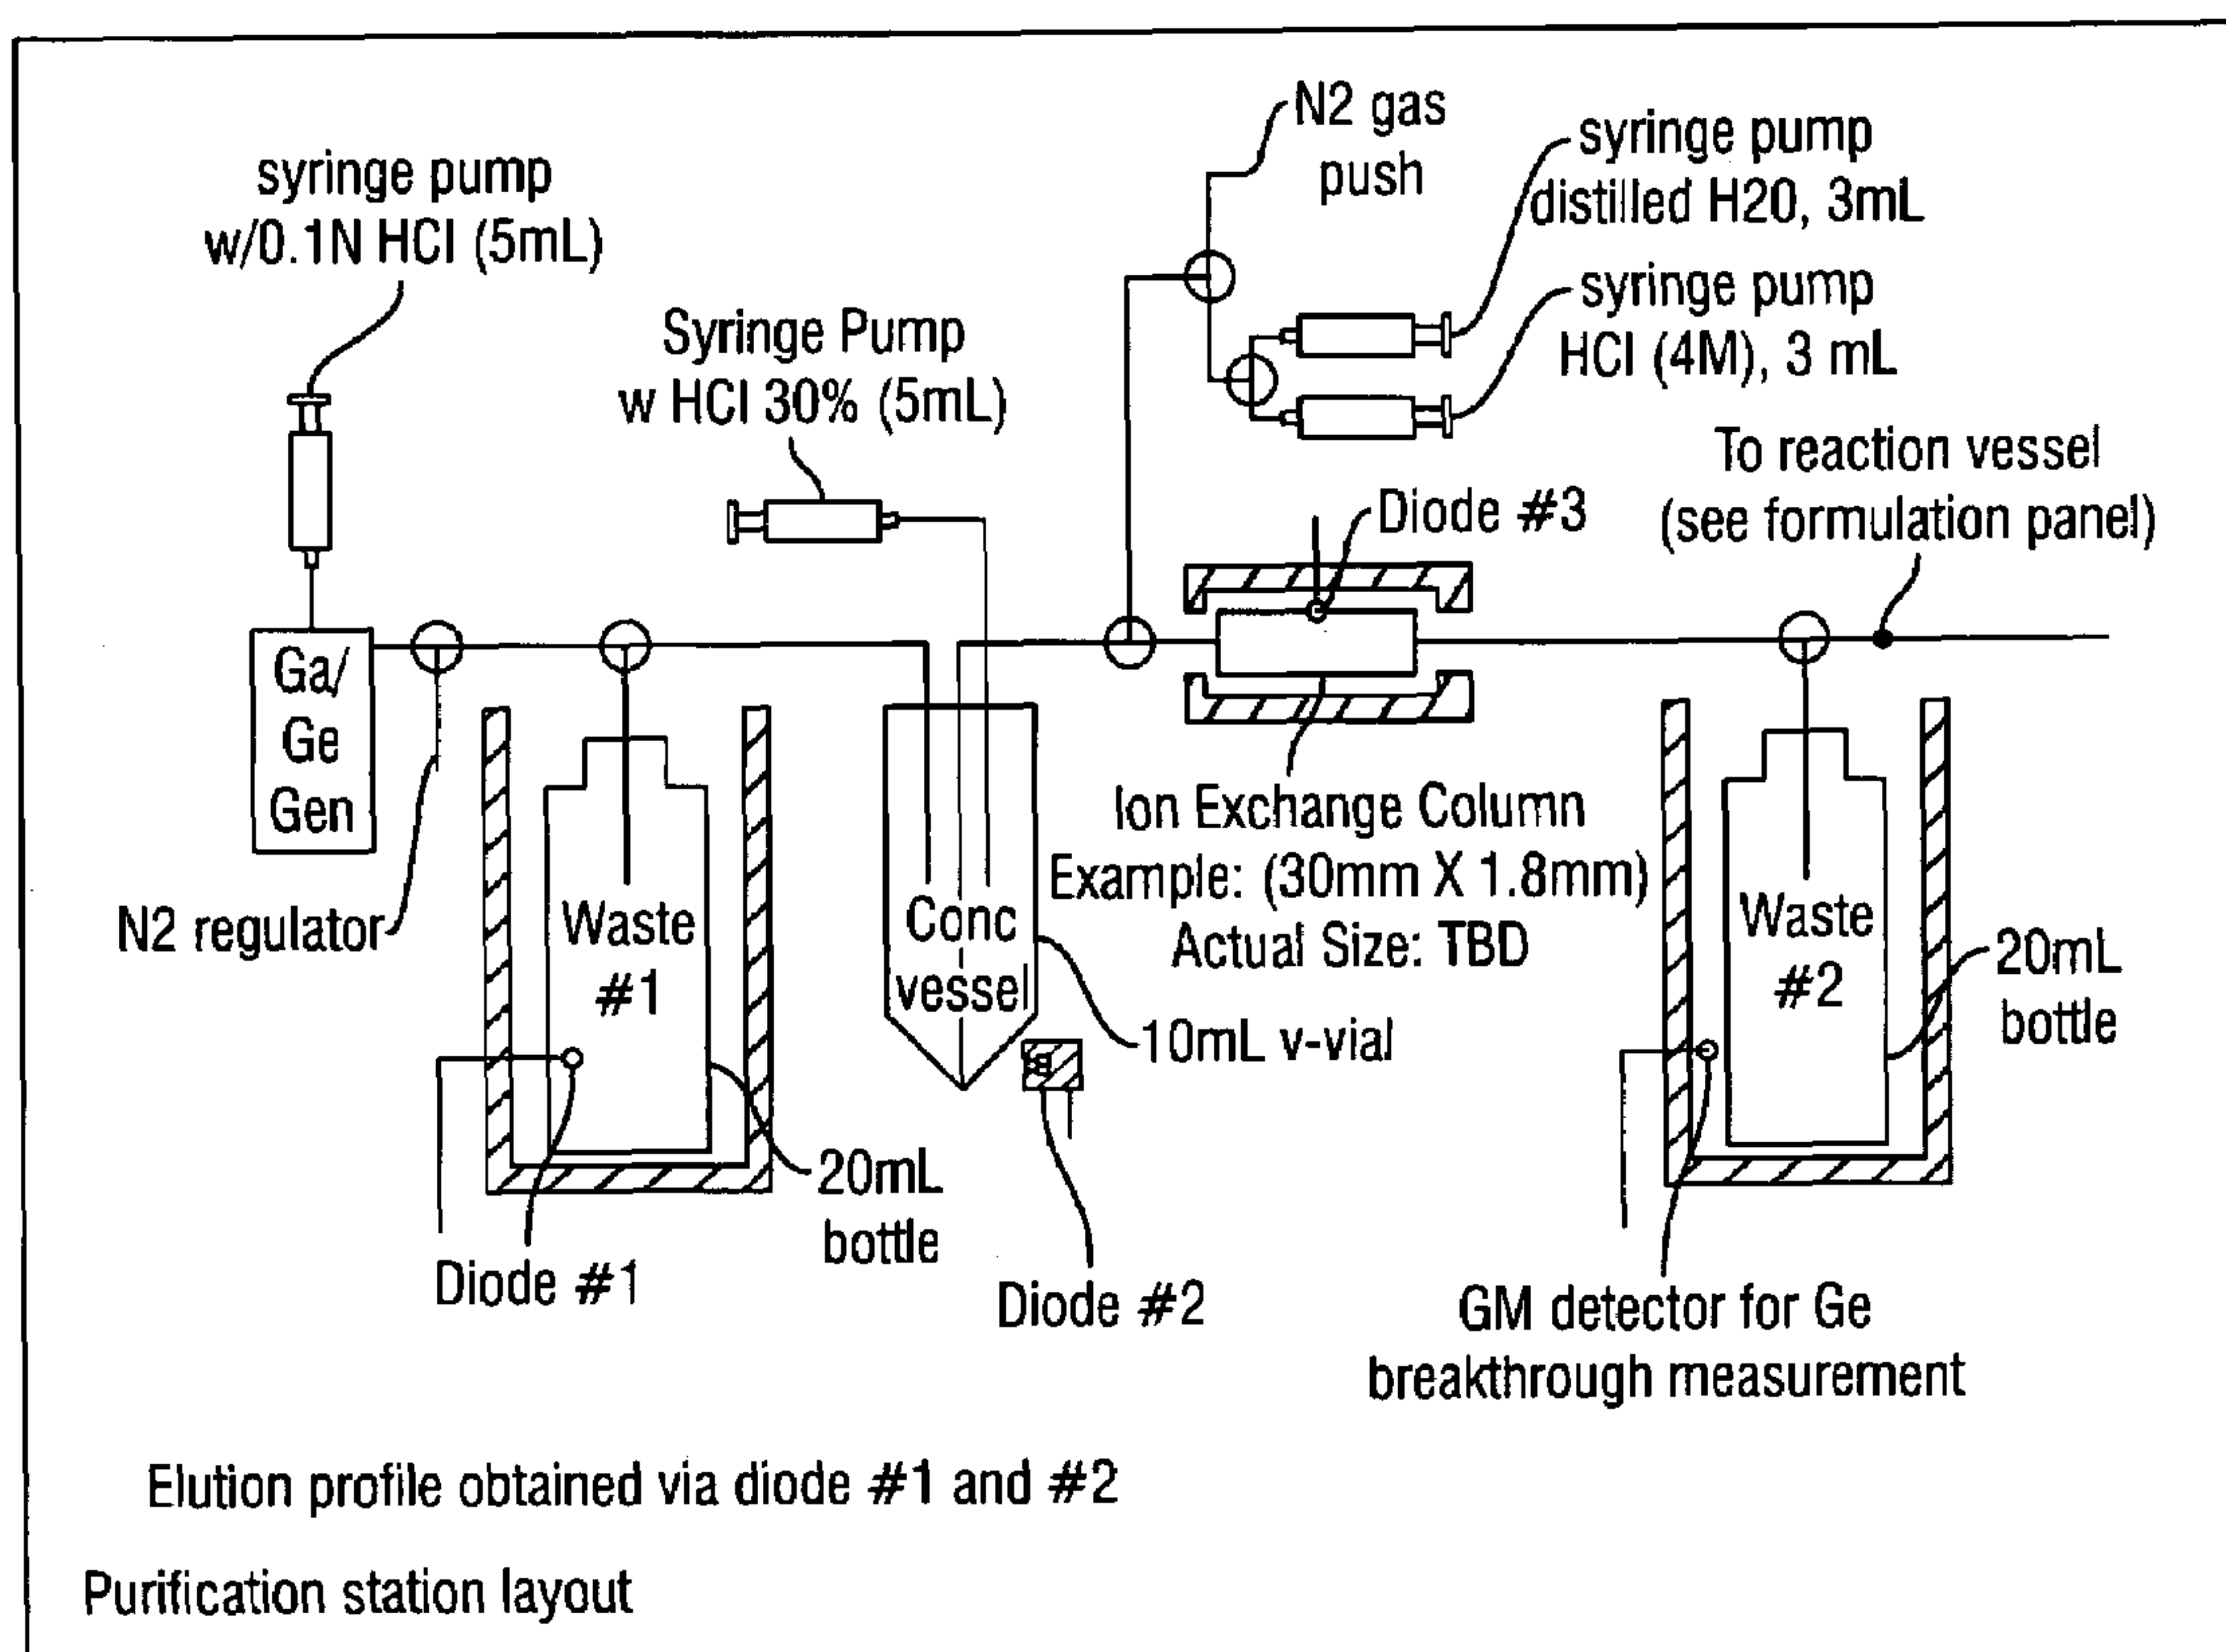 N2 gas
push
syringe pump
distilled H20, 3mL
syringe pump
w/0.1N HCl (5mL)
syringe pump
HCl (4M), 3 mL
Syringe Pump
w HCl 30% (5mL)
To reaction vessel
(see formulation panel)
Diode #3
Ga/
Ge
Gen
Ion Exchange Column
Example: (30mm X 1.8mm)
Actual Size: TBD
N2 regulator
Waste
#1
Conc
vessel
Waste
#2
20mL
bottle
10mL v-vial
20mL
bottle
Diode #1
Diode #2
GM detector for Ge
breakthrough measurement
Elution profile obtained via diode #1 and #2
Purification station layout